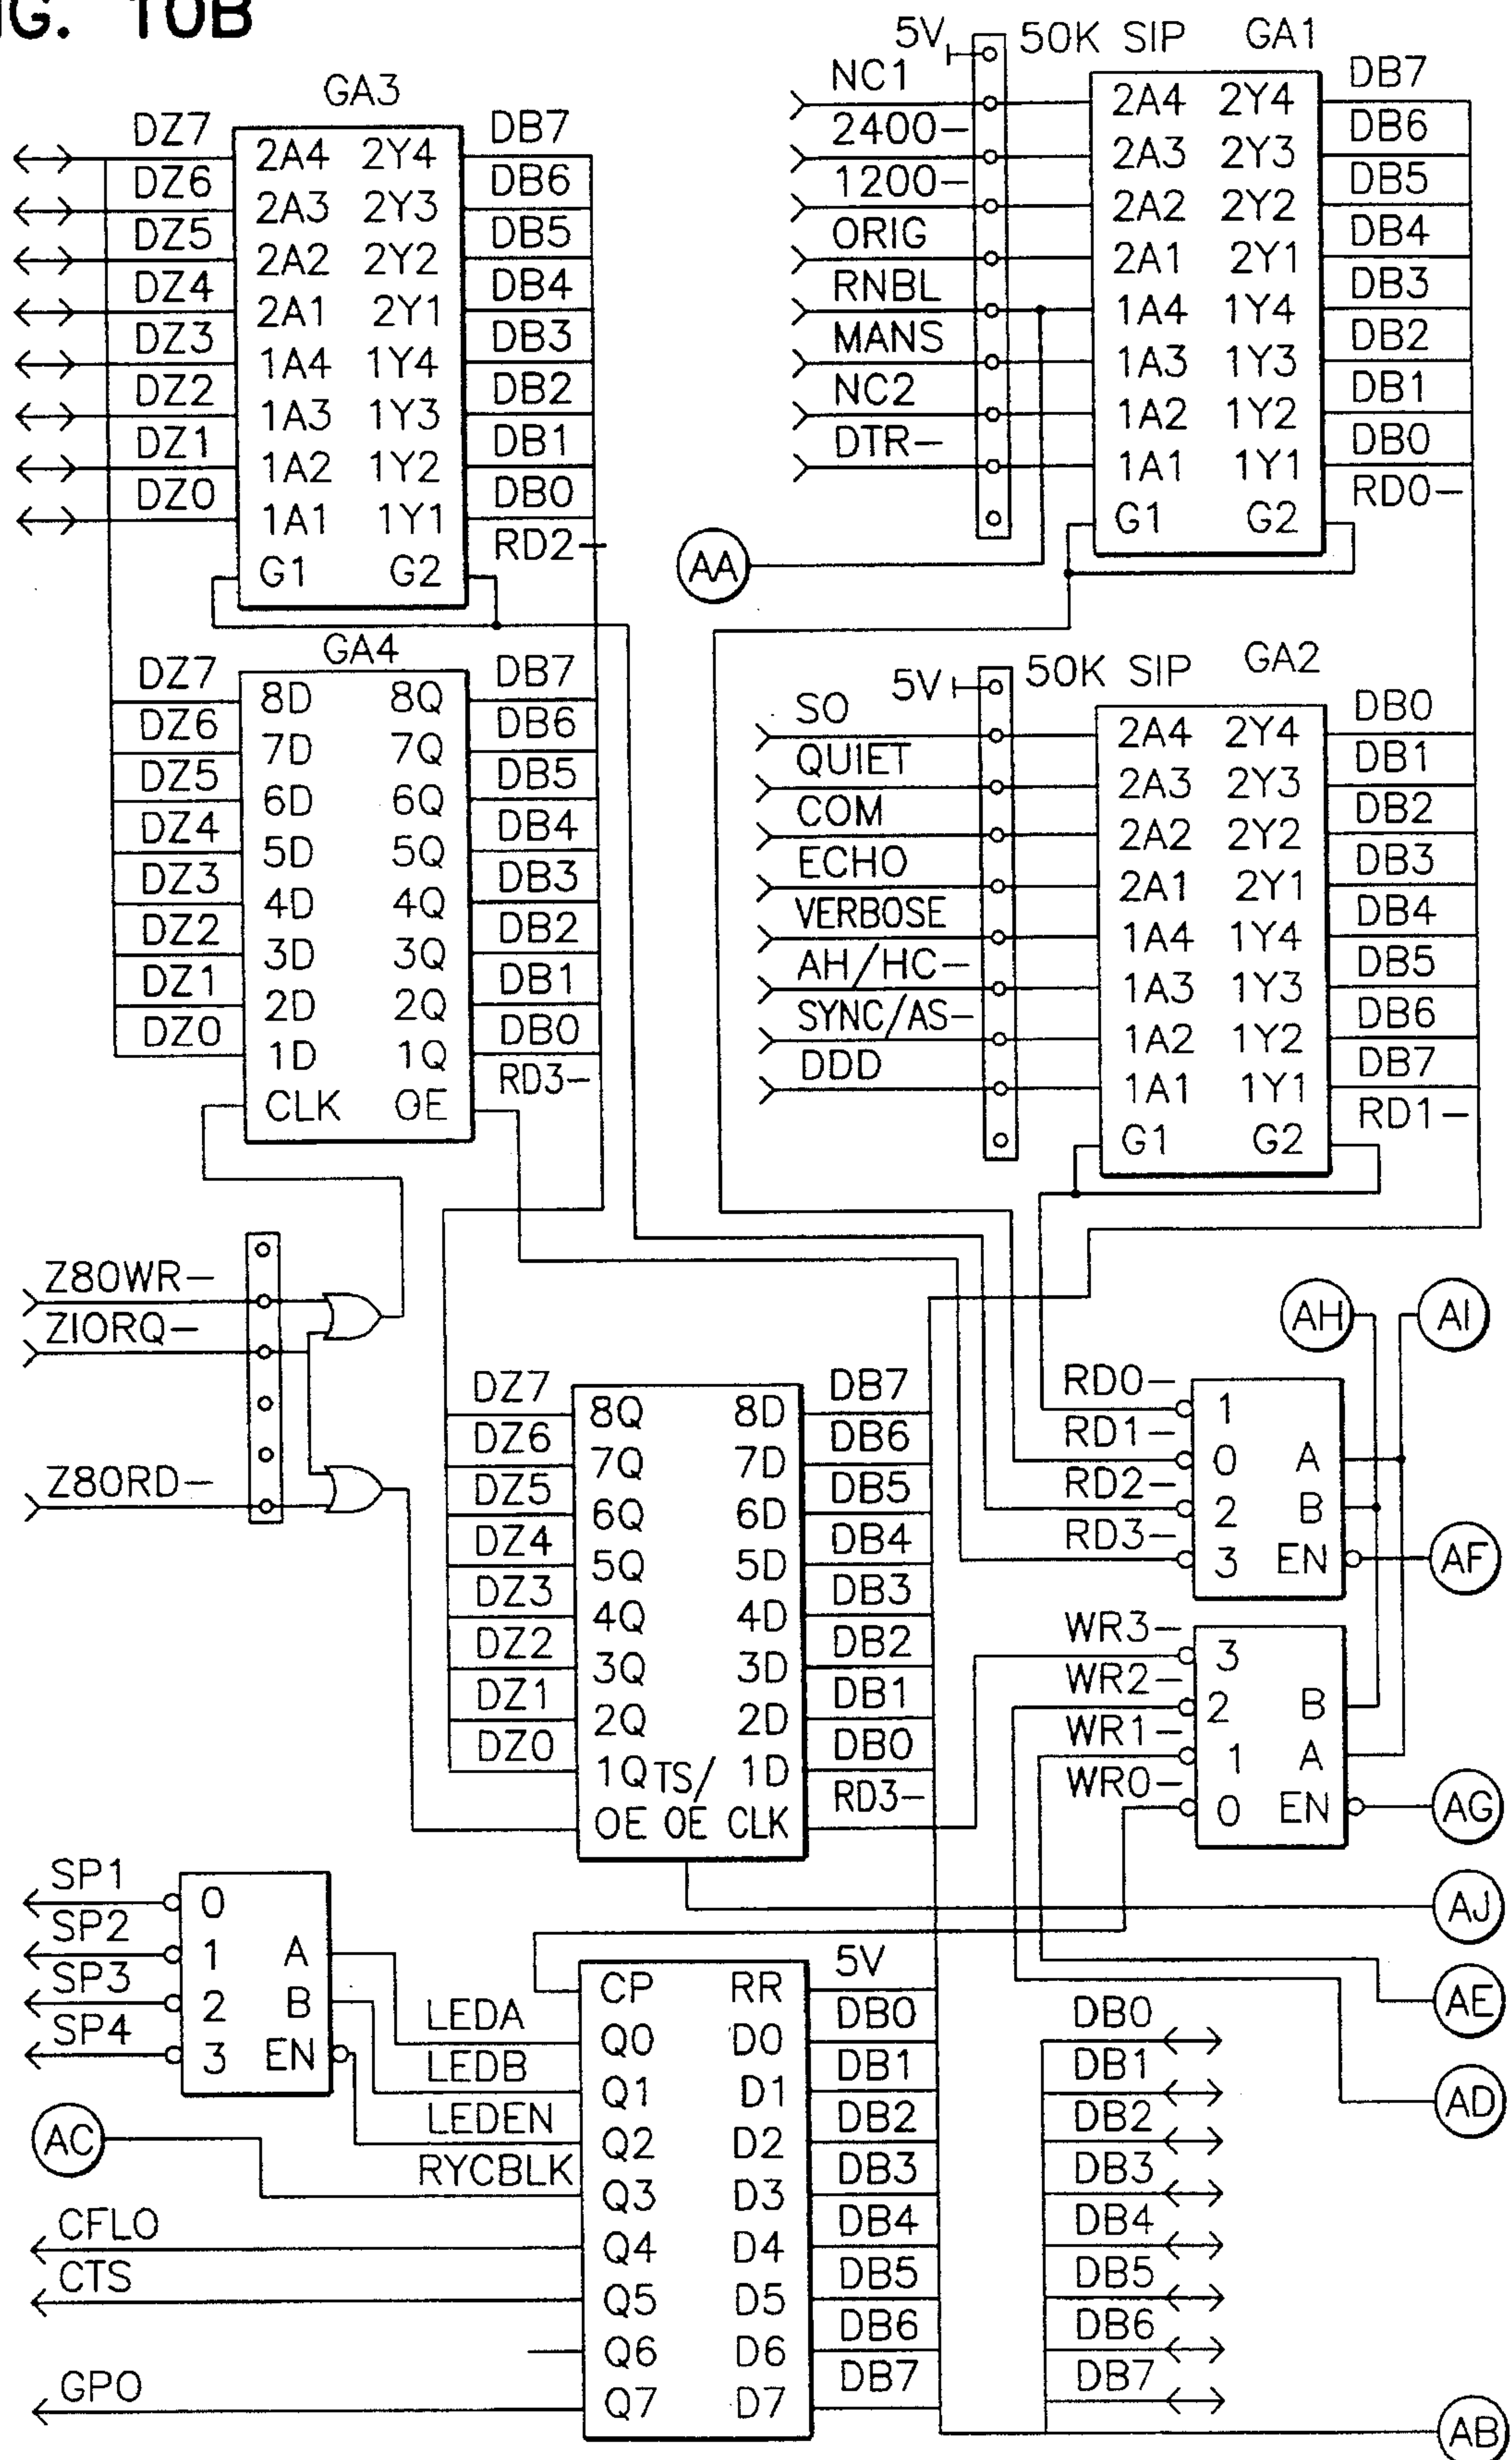 FIG. 10B
GA3
DZ7 2A4 2Y4 DB7
DZ6 2A3 2Y3 DB6
DZ5 2A2 2Y2 DB5
DZ4 2A1 2Y1 DB4
DZ3 1A4 1Y4 DB3
DZ2 1A3 1Y3 DB2
DZ1 1A2 1Y2 DB1
DZ0 1A1 1Y1 DB0
RD2-
G1 G2
5V 50K SIP GA1
NC1 2A4 2Y4 DB7
2400- 2A3 2Y3 DB6
1200- 2A2 2Y2 DB5
ORIG 2A1 2Y1 DB4
RNBL 1A4 1Y4 DB3
MANS 1A3 1Y3 DB2
NC2 1A2 1Y2 DB1
DTR- 1A1 1Y1 DB0
RD0-
G1 G2
AA
GA4
DZ7 8D 8Q DB7
DZ6 7D 7Q DB6
DZ5 6D 6Q DB5
DZ4 5D 5Q DB4
DZ3 4D 4Q DB3
DZ2 3D 3Q DB2
DZ1 2D 2Q DB1
DZ0 1D 1Q DB0
RD3-
CLK OE
5V 50K SIP GA2
SO 2A4 2Y4 DB0
QUIET 2A3 2Y3 DB1
COM 2A2 2Y2 DB2
ECHO 2A1 2Y1 DB3
VERBOSE 1A4 1Y4 DB4
AH/HC- 1A3 1Y3 DB5
SYNC/AS- 1A2 1Y2 DB6
DDD 1A1 1Y1 DB7
RD1-
G1 G2
Z80WR-
ZIORQ-
Z80RD-
DZ7 8Q 8D DB7
DZ6 7Q 7D DB6
DZ5 6Q 6D DB5
DZ4 5Q 5D DB4
DZ3 4Q 4D DB3
DZ2 3Q 3D DB2
DZ1 2Q 2D DB1
DZ0 1Q TS/ 1D DB0
RD3-
OE OE CLK
AH AI
RD0- 1
RD1- 0 A
RD2- 2 B
RD3- 3 EN AF
WR3- 3
WR2- 2 B
WR1- 1 A
WR0- 0 EN AG
AJ
AE
AD
SP1 0
SP2 1 A
SP3 2 B
SP4 3 EN
AC
CP RR 5V
LEDA Q0 D0 DB0
LEDB Q1 D1 DB1
LEDEN Q2 D2 DB2
RYCBLK Q3 D3 DB3
CFLO Q4 D4 DB4
CTS Q5 D5 DB5
Q6 D6 DB6
GPO Q7 D7 DB7
DB0
DB1
DB2
DB3
DB4
DB5
DB6
DB7
AB